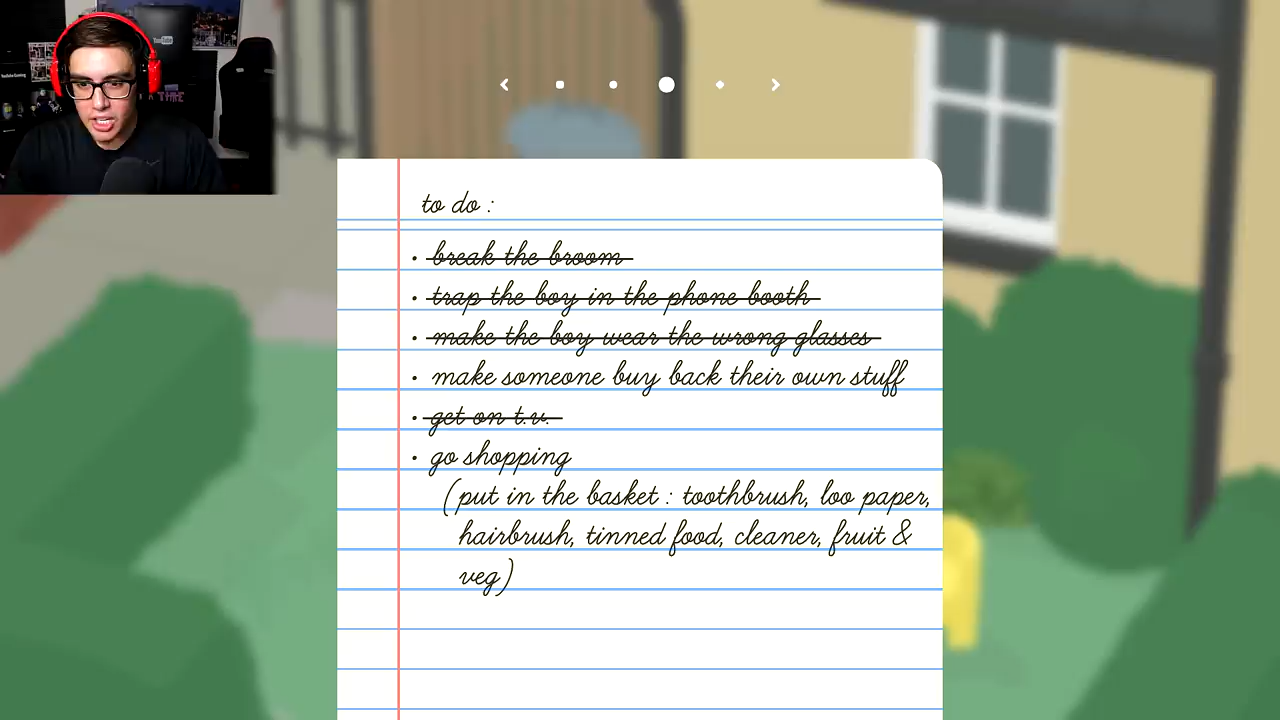 to do :
• break the broom
• trap the boy in the phone booth
• make the boy wear the wrong glasses
• make someone buy back their own stuff
• get on t.v.
• go shopping
(put in the basket : toothbrush, loo paper,
hairbrush, tinned food, cleaner, fruit &
veg)
YouTube